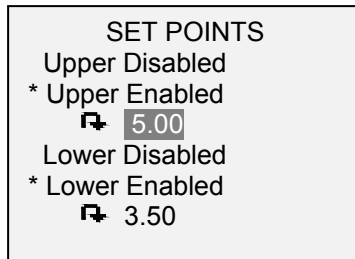 SET POINTS
Upper Disabled
* Upper Enabled
5.00
Lower Disabled
* Lower Enabled
3.50